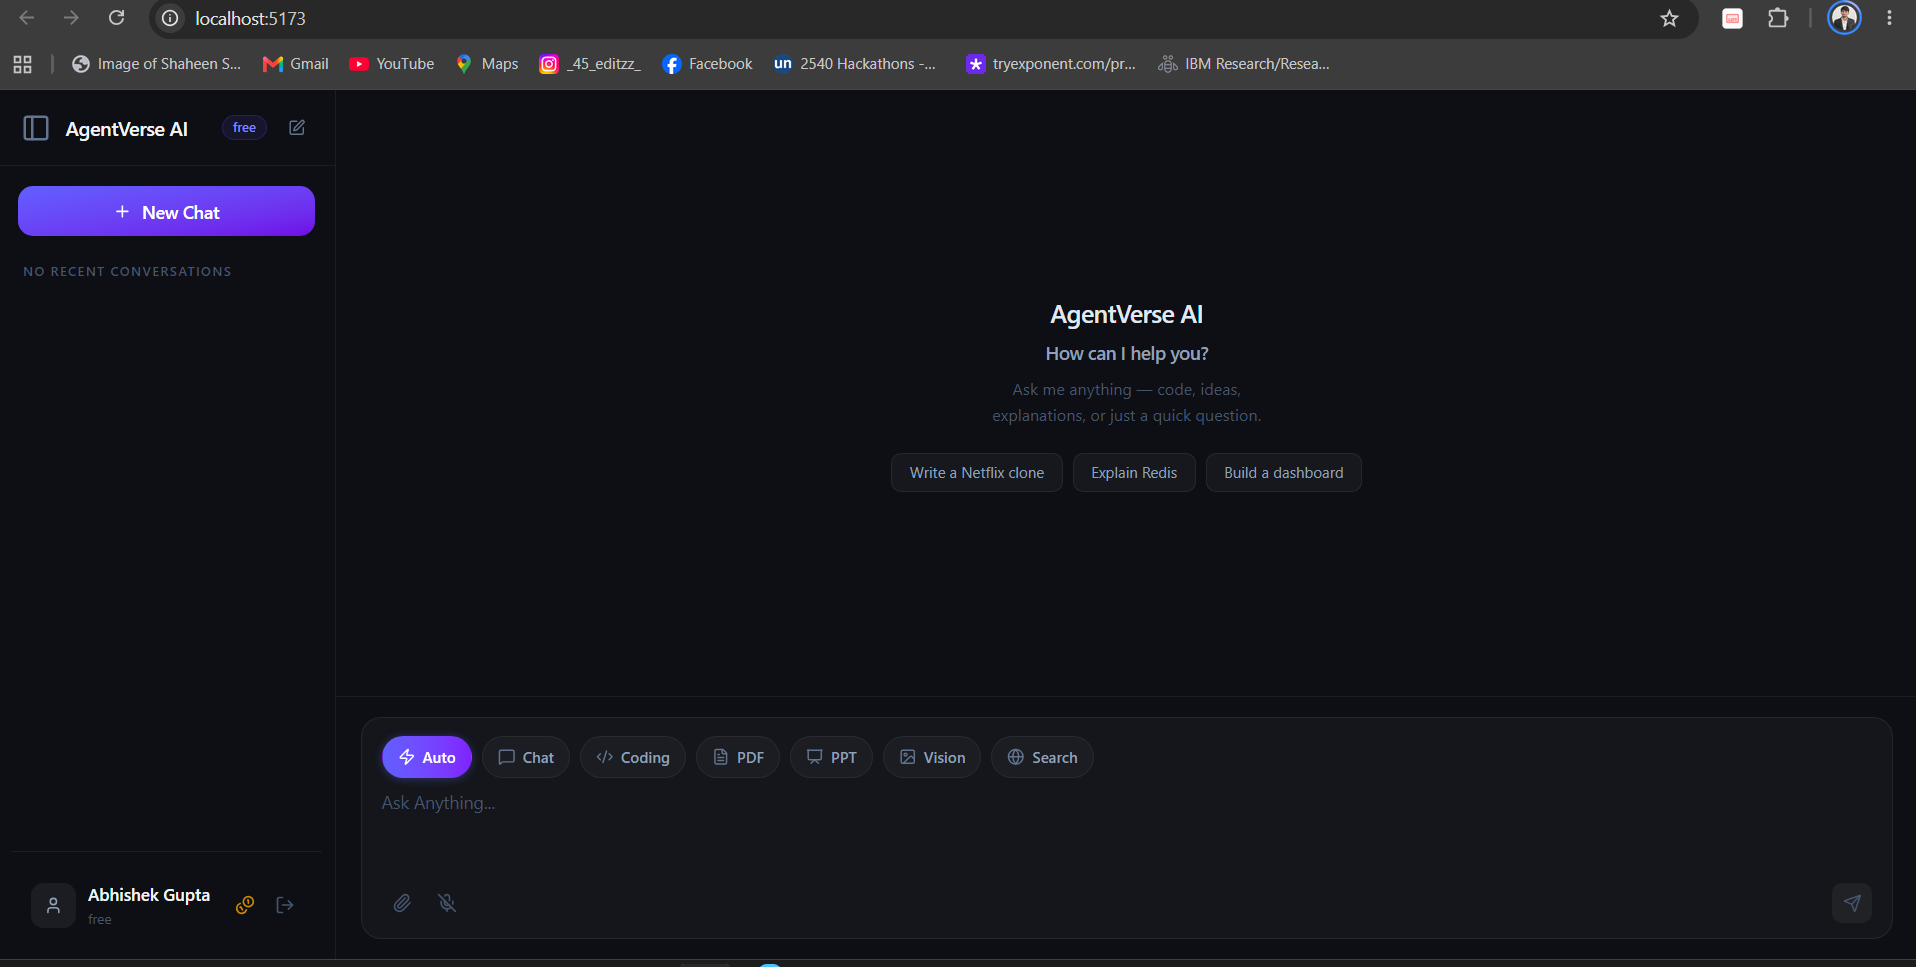 localhost:5173
Image of Shaheen S... Gmail YouTube Maps _45_editzz_ Facebook un 2540 Hackathons -... tryexponent.com/pr... IBM Research/Resea...
AgentVerse AI free
+ New Chat
NO RECENT CONVERSATIONS
AgentVerse AI
How can I help you?
Ask me anything — code, ideas,
explanations, or just a quick question.
Write a Netflix clone Explain Redis Build a dashboard
Auto Chat Coding PDF PPT Vision Search
Ask Anything...
Abhishek Gupta
free